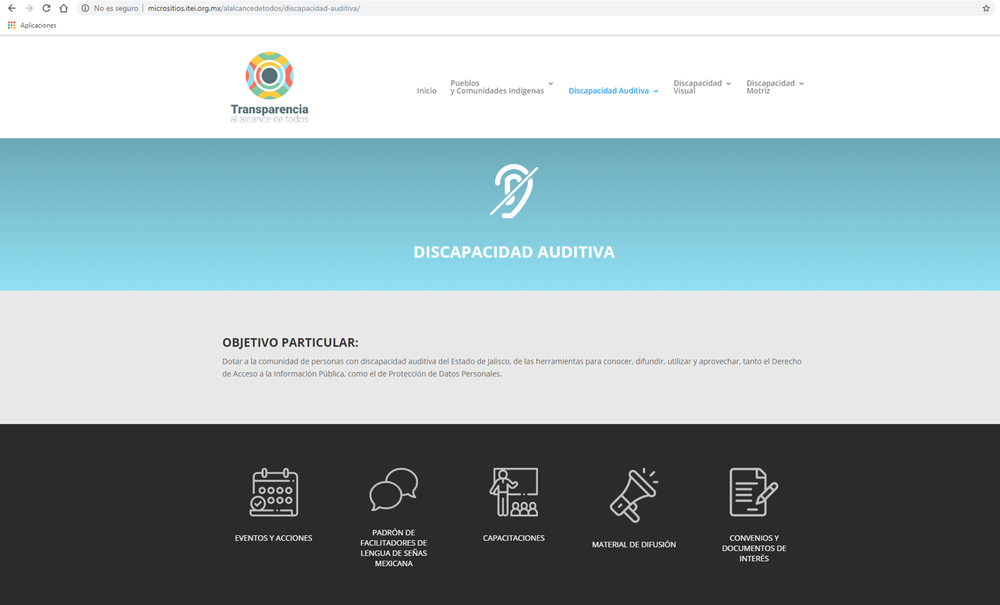 No es seguro | micrositios.itei.org.mx/alalcancedetodos/discapacidad-auditiva/
Aplicaciones
Transparencia
al alcance de todos
Inicio
Pueblos
y Comunidades Indígenas
Discapacidad Auditiva
Discapacidad
Visual
Discapacidad
Motriz
DISCAPACIDAD AUDITIVA
OBJETIVO PARTICULAR:
Dotar a la comunidad de personas con discapacidad auditiva del Estado de Jalisco, de las herramientas para conocer, difundir, utilizar y aprovechar, tanto el Derecho
de Acceso a la Información Pública, como el de Protección de Datos Personales.
EVENTOS Y ACCIONES
PADRÓN DE
FACILITADORES DE
LENGUA DE SEÑAS
MEXICANA
CAPACITACIONES
MATERIAL DE DIFUSIÓN
CONVENIOS Y
DOCUMENTOS DE
INTERÉS